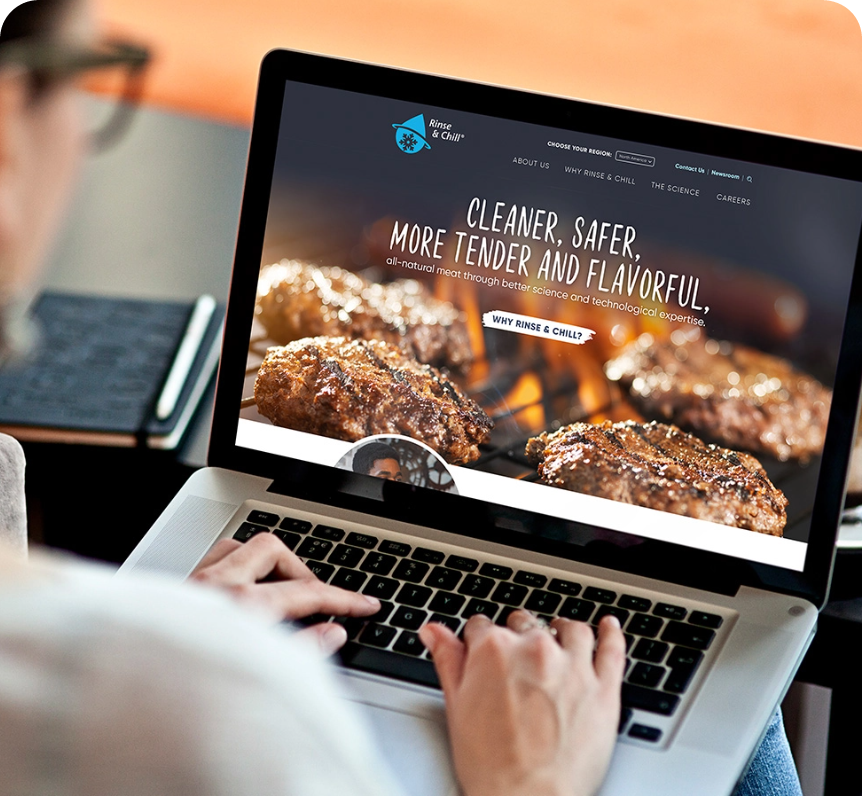 Rinse
& Chill®
CHOOSE YOUR REGION: North America
Contact Us | Newsroom |
ABOUT US WHY RINSE & CHILL THE SCIENCE CAREERS
CLEANER, SAFER,
MORE TENDER AND FLAVORFUL,
all-natural meat through better science and technological expertise.
WHY RINSE & CHILL?